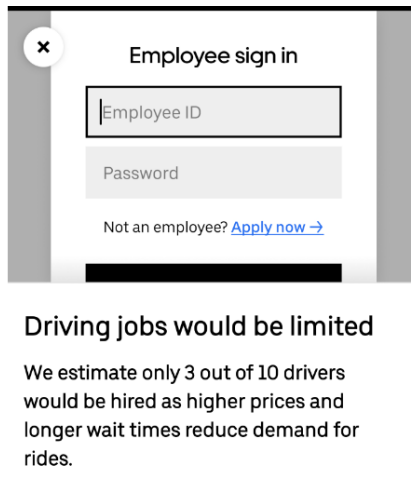 Employee sign in
Employee ID
Password
Not an employee? Apply now →
Driving jobs would be limited
We estimate only 3 out of 10 drivers
would be hired as higher prices and
longer wait times reduce demand for
rides.